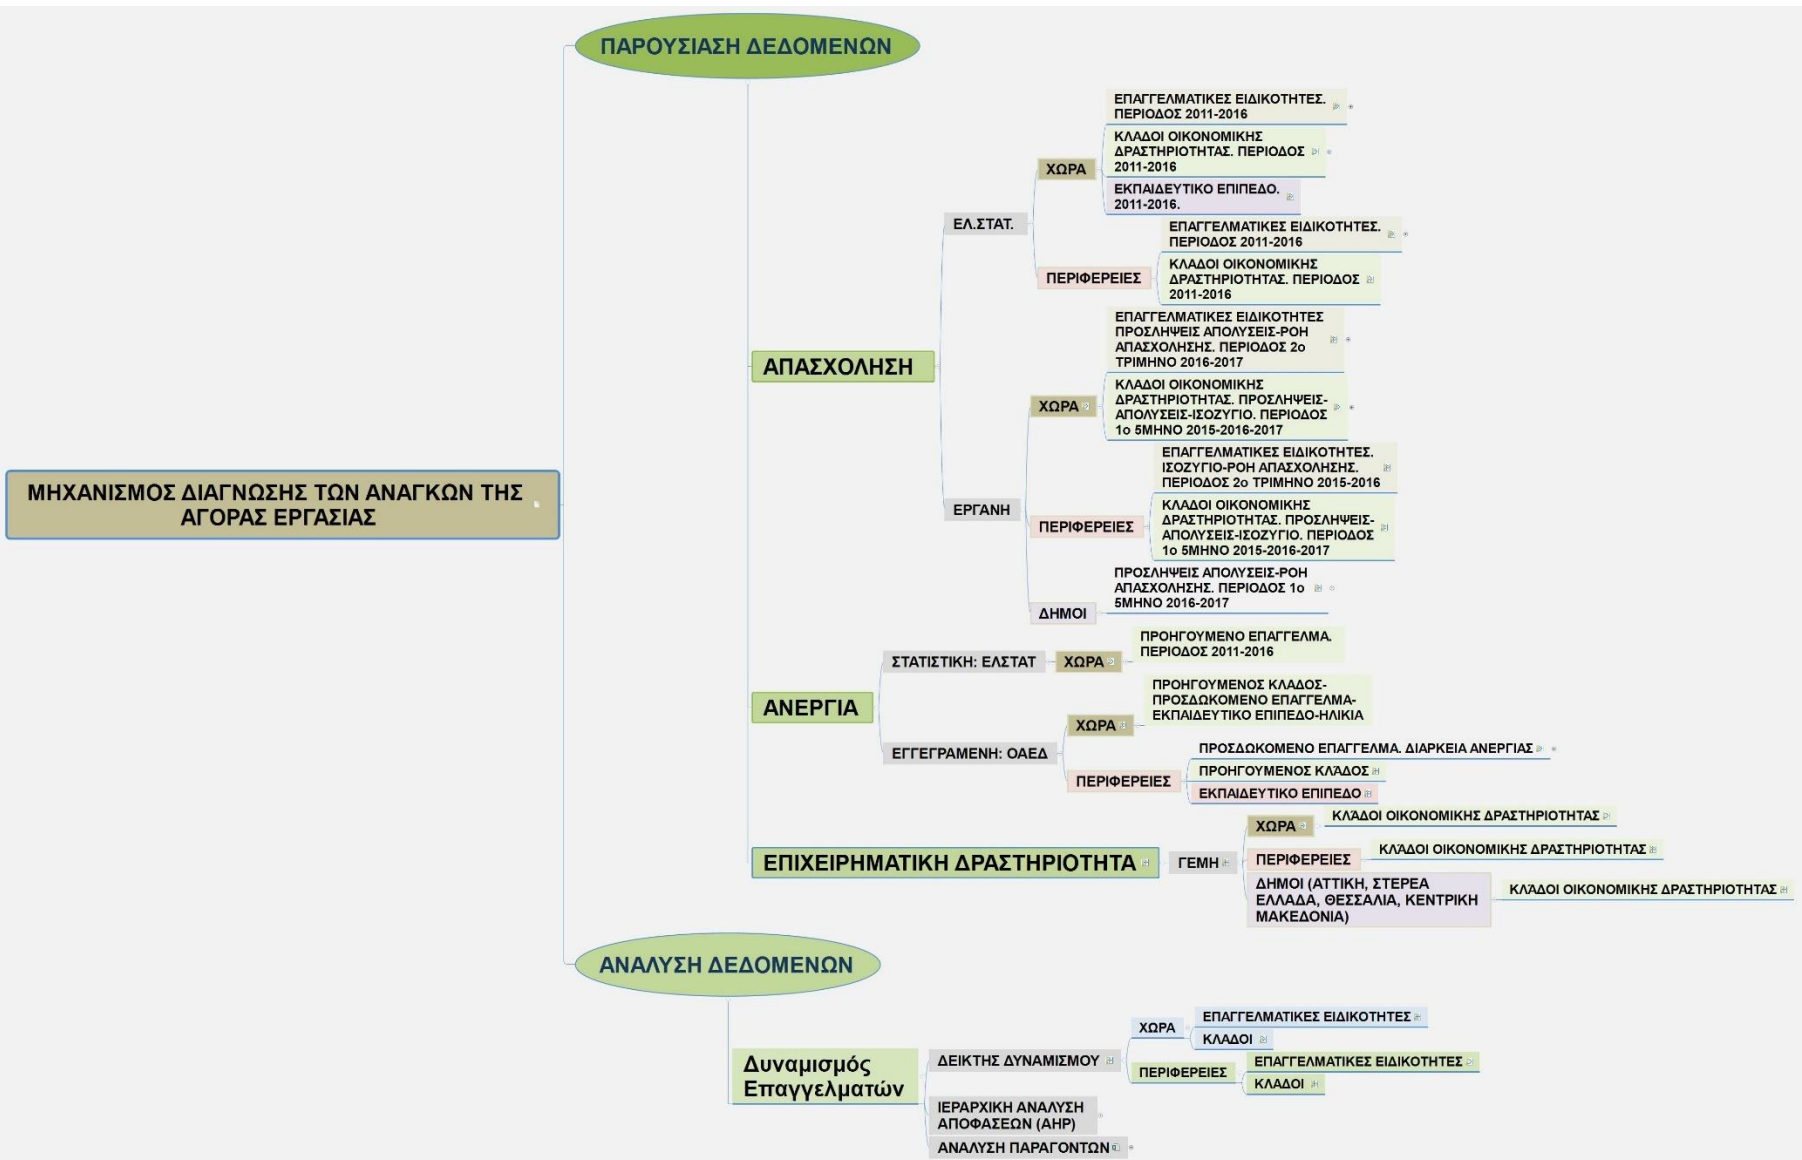 ΠΑΡΟΥΣΙΑΣΗ ΔΕΔΟΜΕΝΩΝ
ΕΠΑΓΓΕΛΜΑΤΙΚΕΣ ΕΙΔΙΚΟΤΗΤΕΣ.
ΠΕΡΙΟΔΟΣ 2011-2016
ΚΛΑΔΟΙ ΟΙΚΟΝΟΜΙΚΗΣ
ΔΡΑΣΤΗΡΙΟΤΗΤΑΣ. ΠΕΡΙΟΔΟΣ
2011-2016
ΧΩΡΑ
ΕΚΠΑΙΔΕΥΤΙΚΟ ΕΠΙΠΕΔΟ.
2011-2016.
ΕΛ.ΣΤΑΤ.
ΕΠΑΓΓΕΛΜΑΤΙΚΕΣ ΕΙΔΙΚΟΤΗΤΕΣ.
ΠΕΡΙΟΔΟΣ 2011-2016
ΠΕΡΙΦΕΡΕΙΕΣ
ΚΛΑΔΟΙ ΟΙΚΟΝΟΜΙΚΗΣ
ΔΡΑΣΤΗΡΙΟΤΗΤΑΣ. ΠΕΡΙΟΔΟΣ
2011-2016
ΑΠΑΣΧΟΛΗΣΗ
ΕΠΑΓΓΕΛΜΑΤΙΚΕΣ ΕΙΔΙΚΟΤΗΤΕΣ
ΠΡΟΣΛΗΨΕΙΣ ΑΠΟΛΥΣΕΙΣ-ΡΟΗ
ΑΠΑΣΧΟΛΗΣΗΣ. ΠΕΡΙΟΔΟΣ 2ο
ΤΡΙΜΗΝΟ 2016-2017
ΧΩΡΑ
ΚΛΑΔΟΙ ΟΙΚΟΝΟΜΙΚΗΣ
ΔΡΑΣΤΗΡΙΟΤΗΤΑΣ. ΠΡΟΣΛΗΨΕΙΣ-
ΑΠΟΛΥΣΕΙΣ-ΙΣΟΖΥΓΙΟ. ΠΕΡΙΟΔΟΣ
1ο 5ΜΗΝΟ 2015-2016-2017
ΜΗΧΑΝΙΣΜΟΣ ΔΙΑΓΝΩΣΗΣ ΤΩΝ ΑΝΑΓΚΩΝ ΤΗΣ
ΑΓΟΡΑΣ ΕΡΓΑΣΙΑΣ
ΕΡΓΑΝΗ
ΕΠΑΓΓΕΛΜΑΤΙΚΕΣ ΕΙΔΙΚΟΤΗΤΕΣ.
ΙΣΟΖΥΓΙΟ-ΡΟΗ ΑΠΑΣΧΟΛΗΣΗΣ.
ΠΕΡΙΟΔΟΣ 2ο ΤΡΙΜΗΝΟ 2015-2016
ΠΕΡΙΦΕΡΕΙΕΣ
ΚΛΑΔΟΙ ΟΙΚΟΝΟΜΙΚΗΣ
ΔΡΑΣΤΗΡΙΟΤΗΤΑΣ. ΠΡΟΣΛΗΨΕΙΣ-
ΑΠΟΛΥΣΕΙΣ-ΙΣΟΖΥΓΙΟ. ΠΕΡΙΟΔΟΣ
1ο 5ΜΗΝΟ 2015-2016-2017
ΔΗΜΟΙ
ΠΡΟΣΛΗΨΕΙΣ ΑΠΟΛΥΣΕΙΣ-ΡΟΗ
ΑΠΑΣΧΟΛΗΣΗΣ. ΠΕΡΙΟΔΟΣ 1ο
5ΜΗΝΟ 2016-2017
ΑΝΕΡΓΙΑ
ΣΤΑΤΙΣΤΙΚΗ: ΕΛΣΤΑΤ
ΧΩΡΑ
ΠΡΟΗΓΟΥΜΕΝΟ ΕΠΑΓΓΕΛΜΑ.
ΠΕΡΙΟΔΟΣ 2011-2016
ΕΓΓΕΓΡΑΜΕΝΗ: ΟΑΕΔ
ΧΩΡΑ
ΠΡΟΗΓΟΥΜΕΝΟΣ ΚΛΑΔΟΣ-
ΠΡΟΣΔΩΚΟΜΕΝΟ ΕΠΑΓΓΕΛΜΑ-
ΕΚΠΑΙΔΕΥΤΙΚΟ ΕΠΙΠΕΔΟ-ΗΛΙΚΙΑ
ΠΕΡΙΦΕΡΕΙΕΣ
ΠΡΟΣΔΩΚΟΜΕΝΟ ΕΠΑΓΓΕΛΜΑ. ΔΙΑΡΚΕΙΑ ΑΝΕΡΓΙΑΣ
ΠΡΟΗΓΟΥΜΕΝΟΣ ΚΛΆΔΟΣ
ΕΚΠΑΙΔΕΥΤΙΚΟ ΕΠΙΠΕΔΟ
ΕΠΙΧΕΙΡΗΜΑΤΙΚΗ ΔΡΑΣΤΗΡΙΟΤΗΤΑ
ΓΕΜΗ
ΧΩΡΑ
ΚΛΆΔΟΙ ΟΙΚΟΝΟΜΙΚΗΣ ΔΡΑΣΤΗΡΙΟΤΗΤΑΣ
ΠΕΡΙΦΕΡΕΙΕΣ
ΚΛΆΔΟΙ ΟΙΚΟΝΟΜΙΚΗΣ ΔΡΑΣΤΗΡΙΟΤΗΤΑΣ
ΔΗΜΟΙ (ΑΤΤΙΚΗ, ΣΤΕΡΕΑ
ΕΛΛΑΔΑ, ΘΕΣΣΑΛΙΑ, ΚΕΝΤΡΙΚΗ
ΜΑΚΕΔΟΝΙΑ)
ΚΛΆΔΟΙ ΟΙΚΟΝΟΜΙΚΗΣ ΔΡΑΣΤΗΡΙΟΤΗΤΑΣ
ΑΝΑΛΥΣΗ ΔΕΔΟΜΕΝΩΝ
Δυναμισμός
Επαγγελματών
ΔΕΙΚΤΗΣ ΔΥΝΑΜΙΣΜΟΥ
ΧΩΡΑ
ΕΠΑΓΓΕΛΜΑΤΙΚΕΣ ΕΙΔΙΚΟΤΗΤΕΣ
ΚΛΑΔΟΙ
ΠΕΡΙΦΕΡΕΙΕΣ
ΕΠΑΓΓΕΛΜΑΤΙΚΕΣ ΕΙΔΙΚΟΤΗΤΕΣ
ΚΛΑΔΟΙ
ΙΕΡΑΡΧΙΚΗ ΑΝΑΛΥΣΗ
ΑΠΟΦΑΣΕΩΝ (AHP)
ΑΝΑΛΥΣΗ ΠΑΡΑΓΟΝΤΩΝ